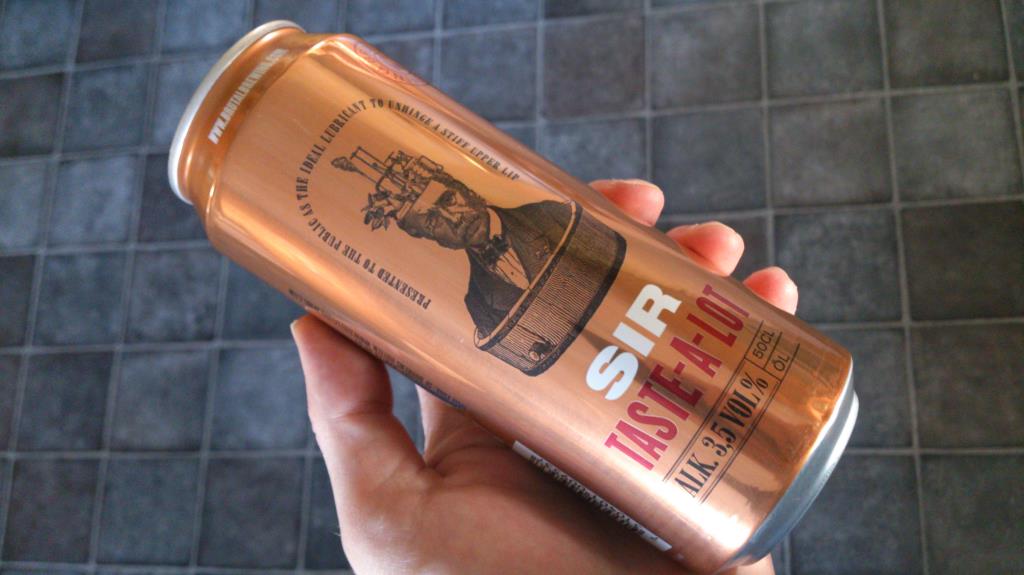 PRESENTED TO THE PUBLIC AS THE IDEAL LUBRICANT TO UNHINGE A STIFF UPPER LIP
SIR
TASTE-A-LOT
ALK. 3,5 VOL%
50CL
ÖL